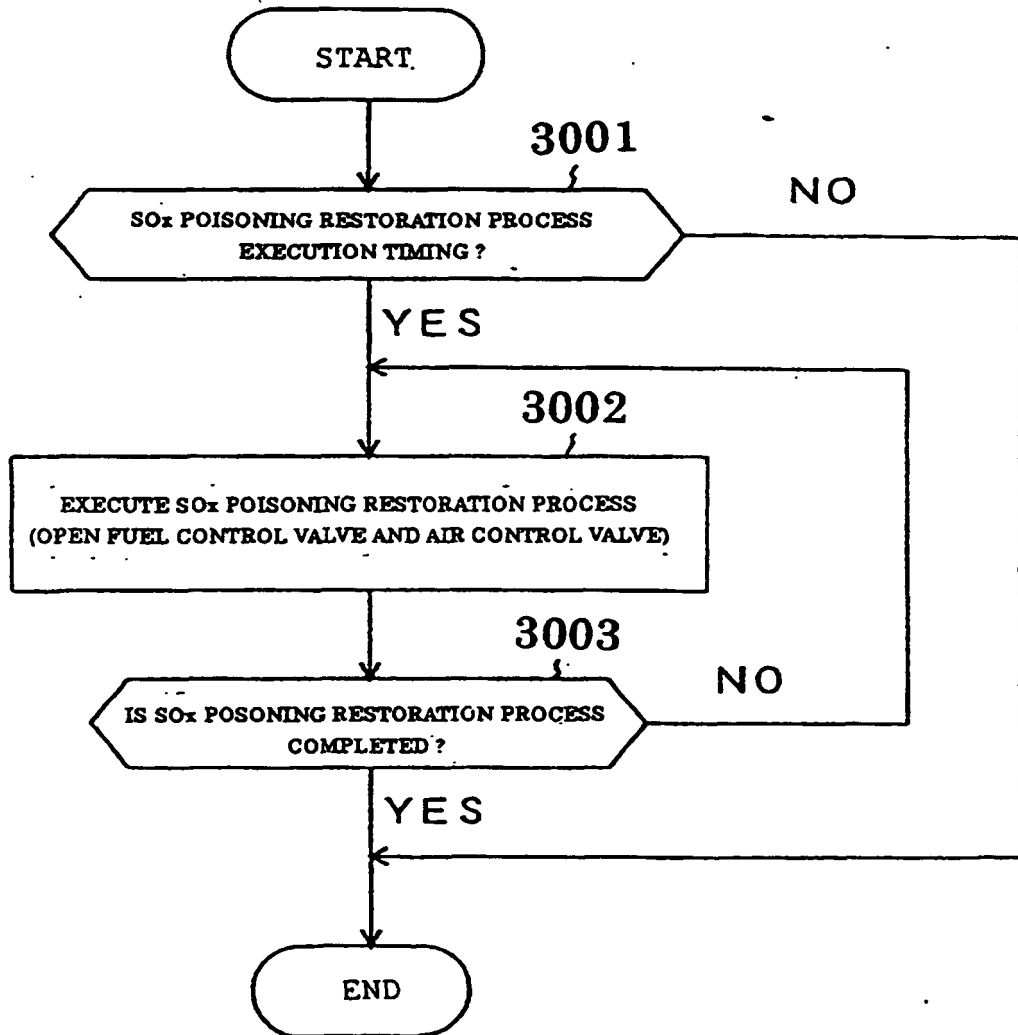 START
3001
SOx POISONING RESTORATION PROCESS
EXECUTION TIMING ?
NO
YES
3002
EXECUTE SOx POISONING RESTORATION PROCESS
(OPEN FUEL CONTROL VALVE AND AIR CONTROL VALVE)
3003
IS SOx POSONING RESTORATION PROCESS
COMPLETED ?
NO
YES
END